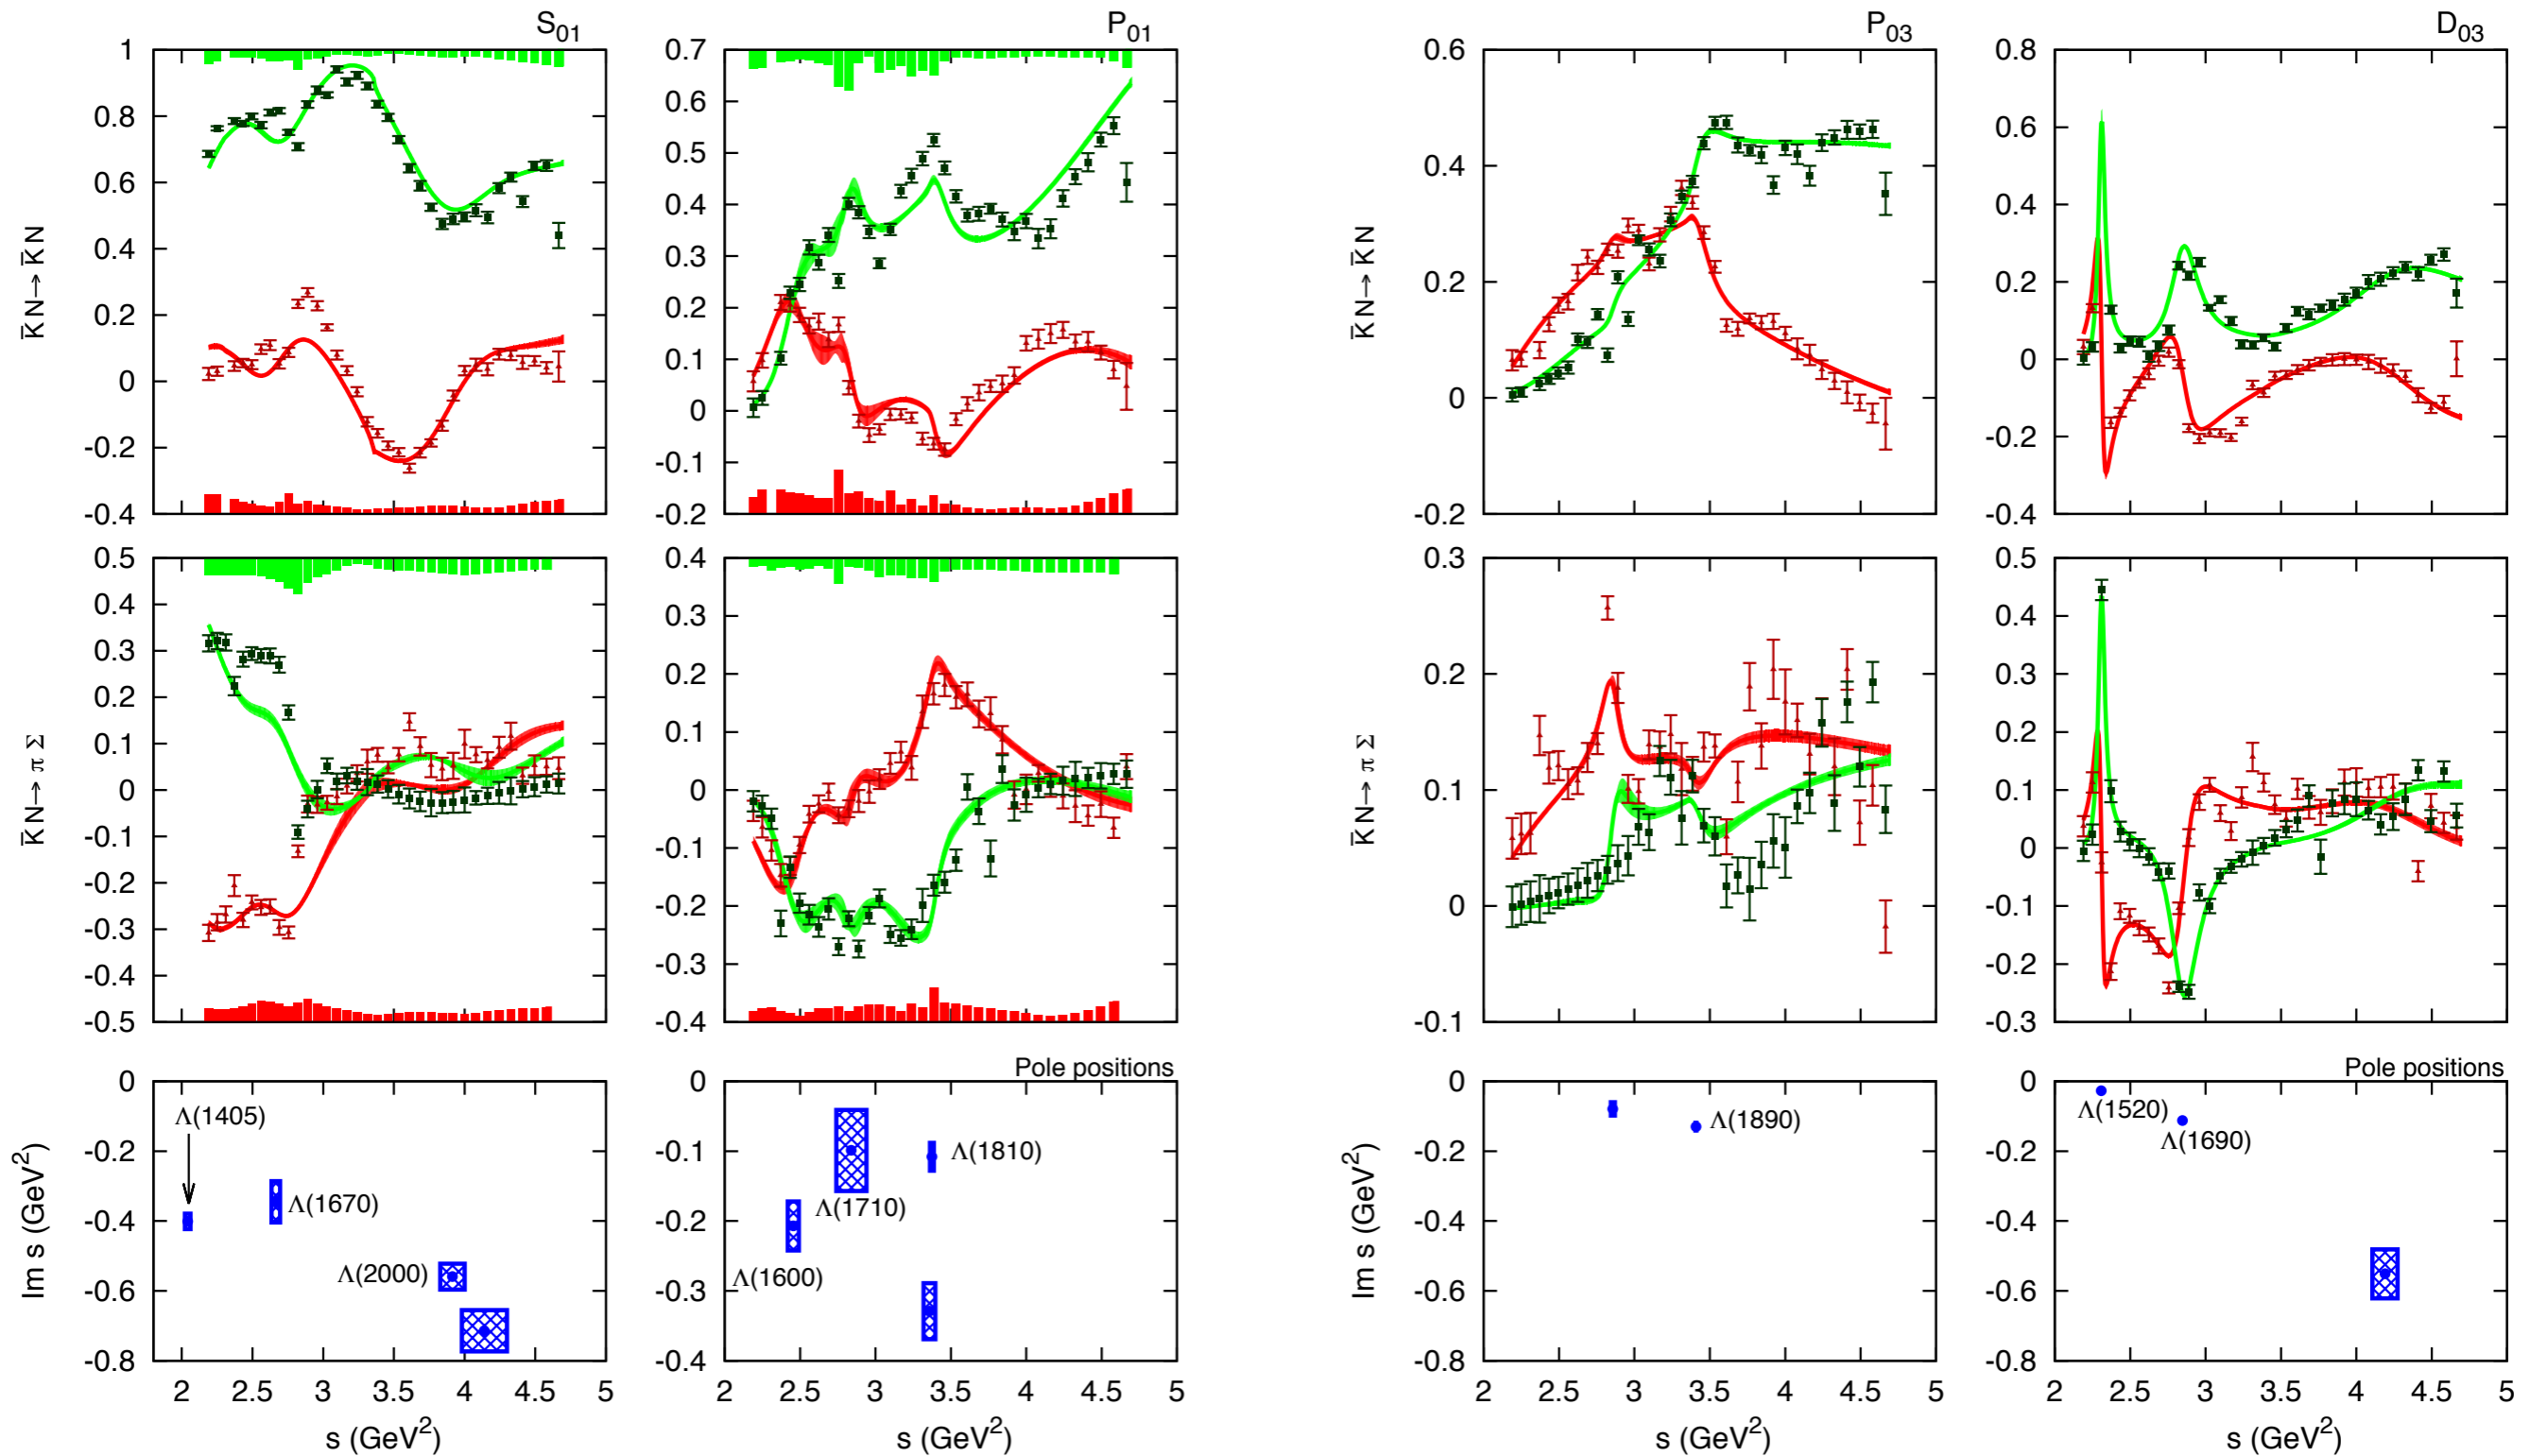 S01 P01 P03 D03
K̄N→K̄N
1 0.8 0.6 0.4 0.2 0 -0.2 -0.4
0.7 0.6 0.5 0.4 0.3 0.2 0.1 0 -0.1 -0.2
K̄N→K̄N
0.6 0.4 0.2 0 -0.2
0.8 0.6 0.4 0.2 0 -0.2 -0.4
K̄N→πΣ
0.5 0.4 0.3 0.2 0.1 0 -0.1 -0.2 -0.3 -0.4 -0.5
0.4 0.3 0.2 0.1 0 -0.1 -0.2 -0.3 -0.4
K̄N→πΣ
0.3 0.2 0.1 0 -0.1
0.5 0.4 0.3 0.2 0.1 0 -0.1 -0.2 -0.3
Im s (GeV²)
0 -0.2 -0.4 -0.6 -0.8
Λ(1405)
Λ(1670)
Λ(2000)
2 2.5 3 3.5 4 4.5 5
s (GeV²)
Pole positions
0 -0.1 -0.2 -0.3 -0.4
Λ(1810)
Λ(1710)
Λ(1600)
2 2.5 3 3.5 4 4.5 5
s (GeV²)
Im s (GeV²)
0 -0.2 -0.4 -0.6 -0.8
Λ(1890)
2 2.5 3 3.5 4 4.5 5
s (GeV²)
Pole positions
0 -0.2 -0.4 -0.6 -0.8
Λ(1520)
Λ(1690)
2 2.5 3 3.5 4 4.5 5
s (GeV²)